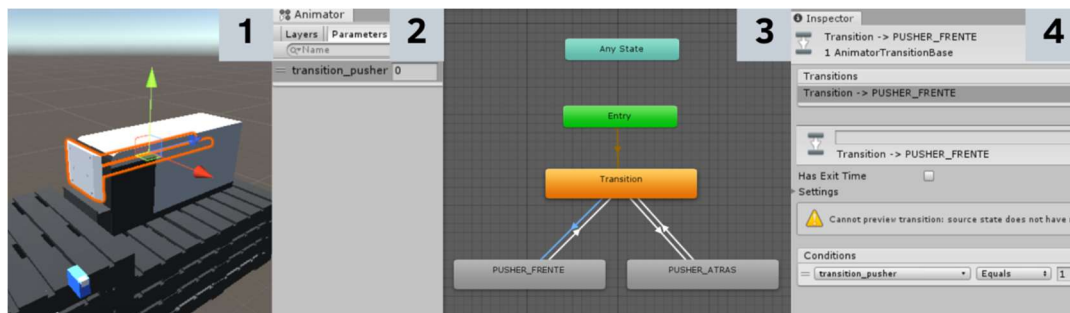 1
2
Animator
Layers Parameters
Name
transition_pusher 0
3
Any State
Entry
Transition
PUSHER_FRENTE
PUSHER_ATRAS
4
Inspector
Transition -> PUSHER_FRENTE
1 AnimatorTransitionBase
Transitions
Transition -> PUSHER_FRENTE
Transition -> PUSHER_FRENTE
Has Exit Time
Settings
Cannot preview transition: source state does not have
Conditions
transition_pusher Equals 1